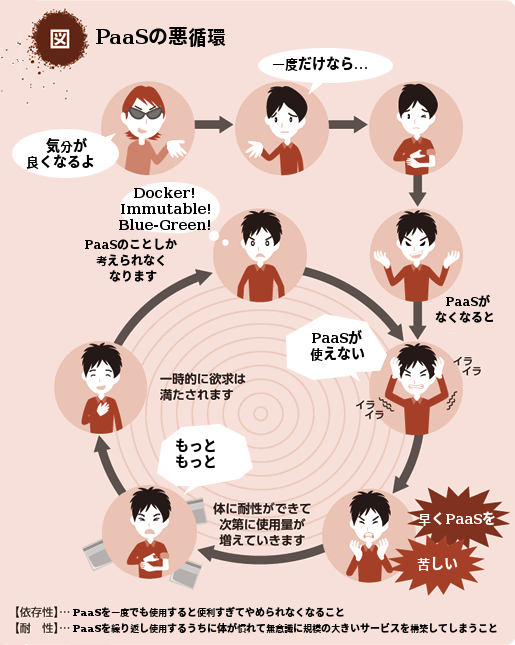 図 PaaSの悪循環
一度だけなら…
気分が
良くなるよ
Docker!
Immutable!
Blue-Green!
PaaSのことしか
考えられなく
なります
PaaSが
なくなると
PaaSが
使えない
イラ
イラ
イラ
イラ
一時的に欲求は
満たされます
もっと
もっと
体に耐性ができて
次第に使用量が
増えていきます
早くPaaSを
苦しい
【依存性】… PaaSを一度でも使用すると便利すぎてやめられなくなること
【耐　性】… PaaSを繰り返し使用するうちに体が慣れて無意識に規模の大きいサービスを構築してしまうこと